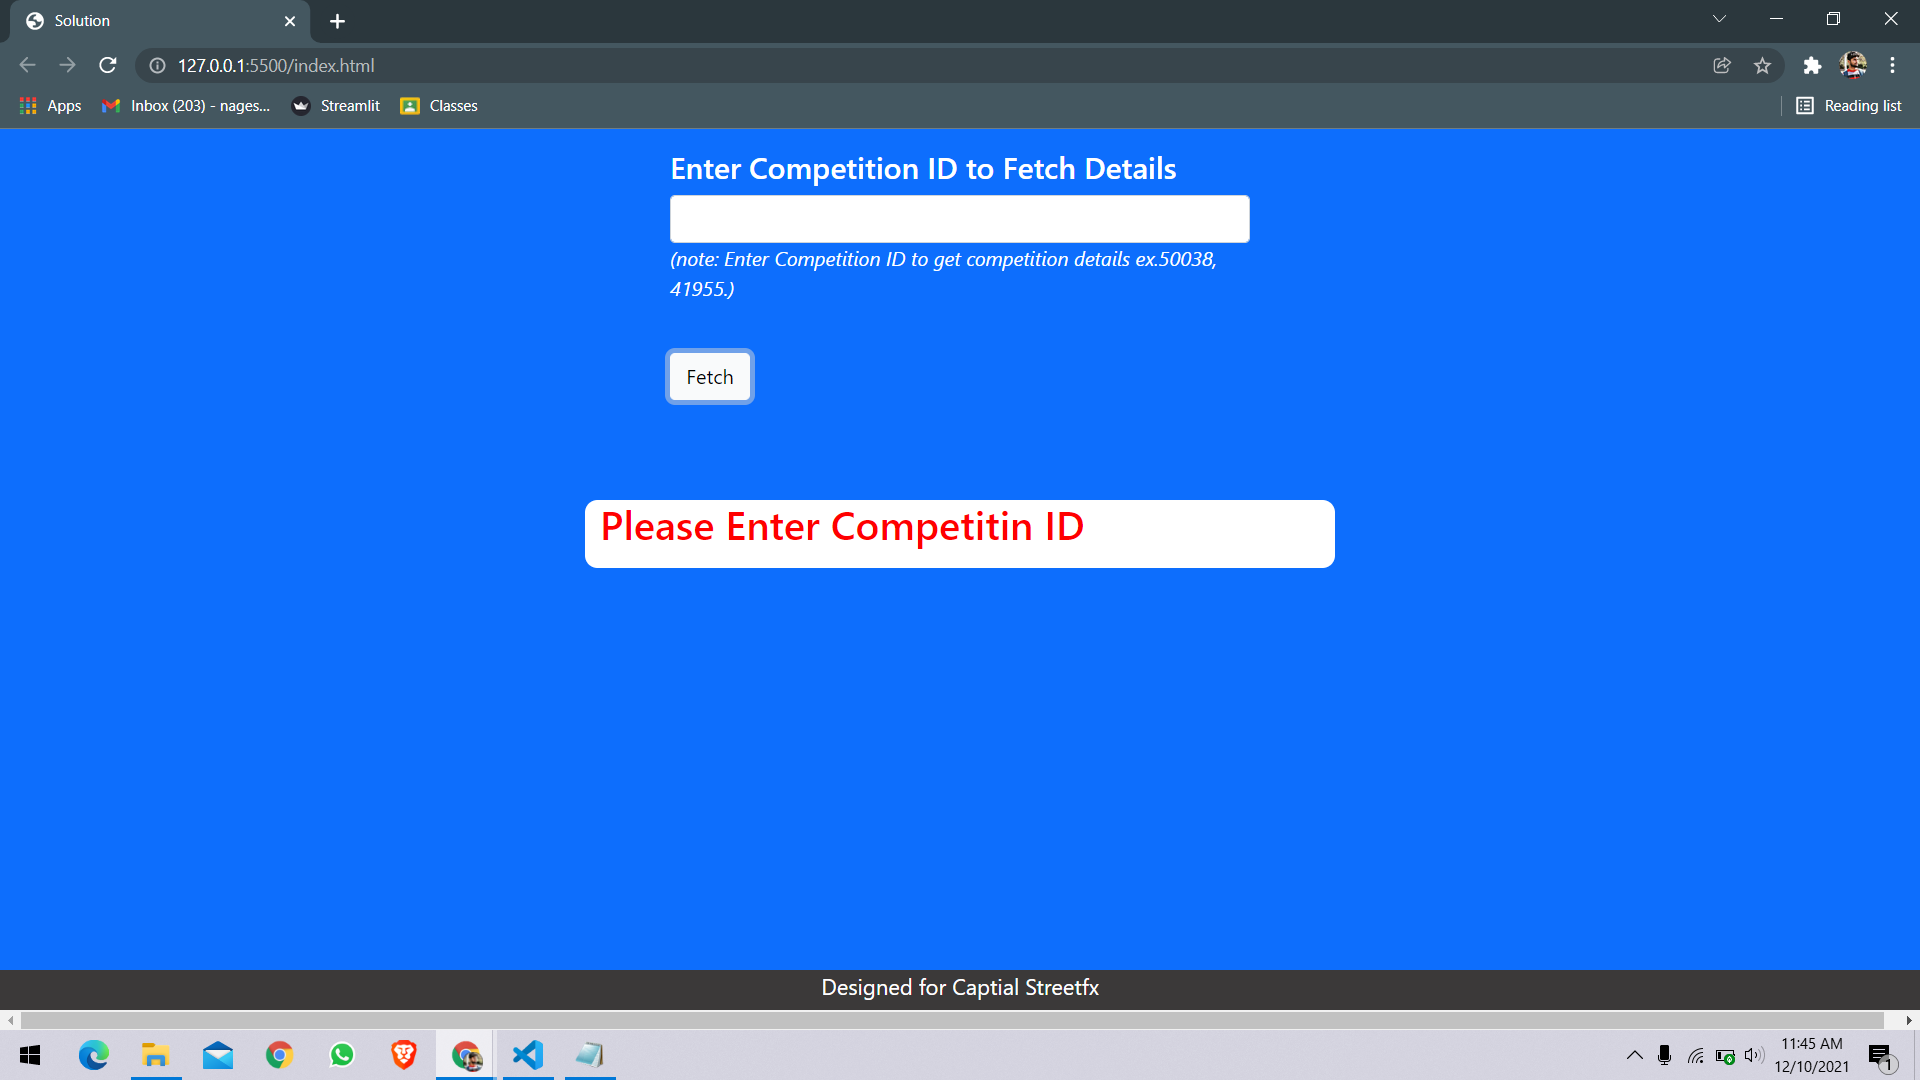 Solution
127.0.0.1:5500/index.html
Apps
Inbox (203) - nages...
Streamlit
Classes
Reading list
Enter Competition ID to Fetch Details
(note: Enter Competition ID to get competition details ex.50038,
41955.)
Fetch
Please Enter Competitin ID
Designed for Captial Streetfx
11:45 AM
12/10/2021
1